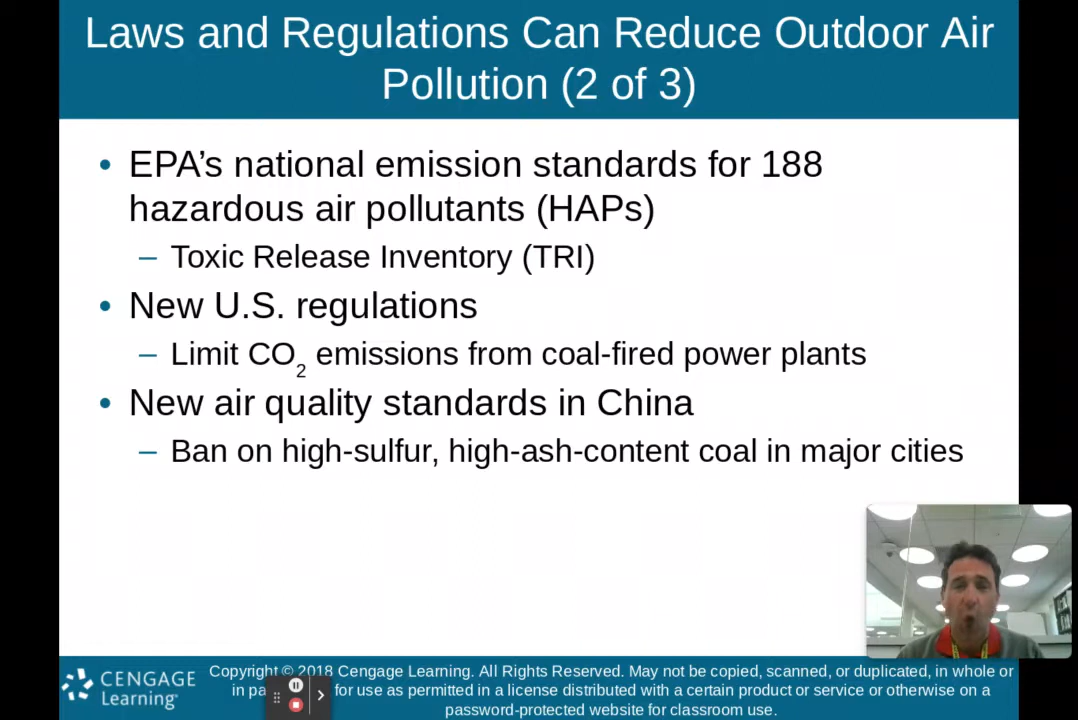 Laws and Regulations Can Reduce Outdoor Air
Pollution (2 of 3)
• EPA’s national emission standards for 188
hazardous air pollutants (HAPs)
– Toxic Release Inventory (TRI)
• New U.S. regulations
– Limit CO2 emissions from coal-fired power plants
• New air quality standards in China
– Ban on high-sulfur, high-ash-content coal in major cities
CENGAGE
Learning
Copyright © 2018 Cengage Learning. All Rights Reserved. May not be copied, scanned, or duplicated, in whole or
in for use as permitted in a license distributed with a certain product or service or otherwise on a
password-protected website for classroom use.